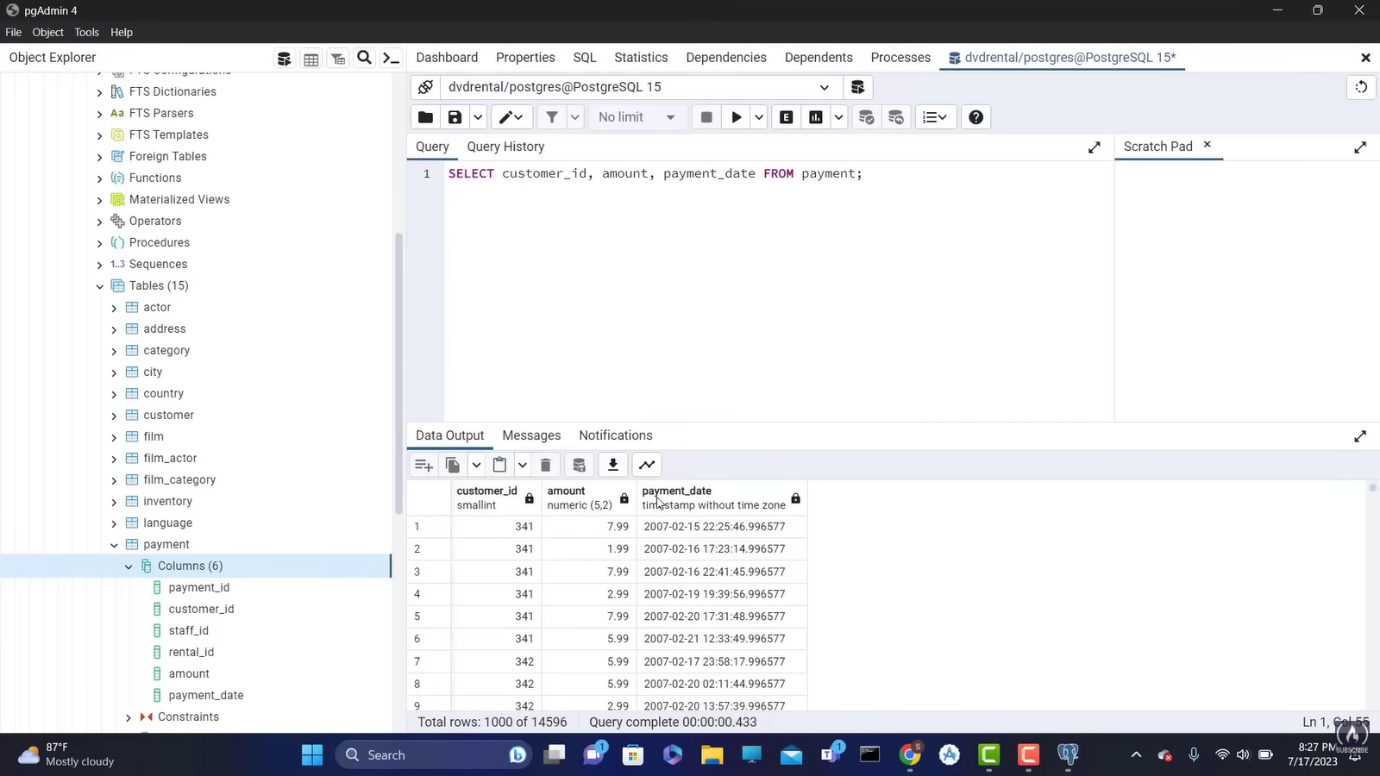 pgAdmin 4
File Object Tools Help
Object Explorer
Dashboard Properties SQL Statistics Dependencies Dependents Processes dvdrental/postgres@PostgreSQL 15*
FTS Configurations
FTS Dictionaries
Aa FTS Parsers
FTS Templates
Foreign Tables
Functions
Materialized Views
Operators
Procedures
1..3 Sequences
Tables (15)
actor
address
category
city
country
customer
film
film_actor
film_category
inventory
language
payment
Columns (6)
payment_id
customer_id
staff_id
rental_id
amount
payment_date
Constraints
dvdrental/postgres@PostgreSQL 15
No limit
E
Query Query History
Scratch Pad
1 SELECT customer_id, amount, payment_date FROM payment;
Data Output Messages Notifications
customer_id amount payment_date
smallint numeric (5,2) timestamp without time zone
1 341 7.99 2007-02-15 22:25:46.996577
2 341 1.99 2007-02-16 17:23:14.996577
3 341 7.99 2007-02-16 22:41:45.996577
4 341 2.99 2007-02-19 19:39:56.996577
5 341 7.99 2007-02-20 17:31:48.996577
6 341 5.99 2007-02-21 12:33:49.996577
7 342 5.99 2007-02-17 23:58:17.996577
8 342 5.99 2007-02-20 02:11:44.996577
9 342 2.99 2007-02-20 13:57:39.996577
Total rows: 1000 of 14596 Query complete 00:00:00.433
Ln 1, Col 55
87°F
Mostly cloudy
Search
1
1
S
8:27 PM
7/17/2023
SUBSCRIBE